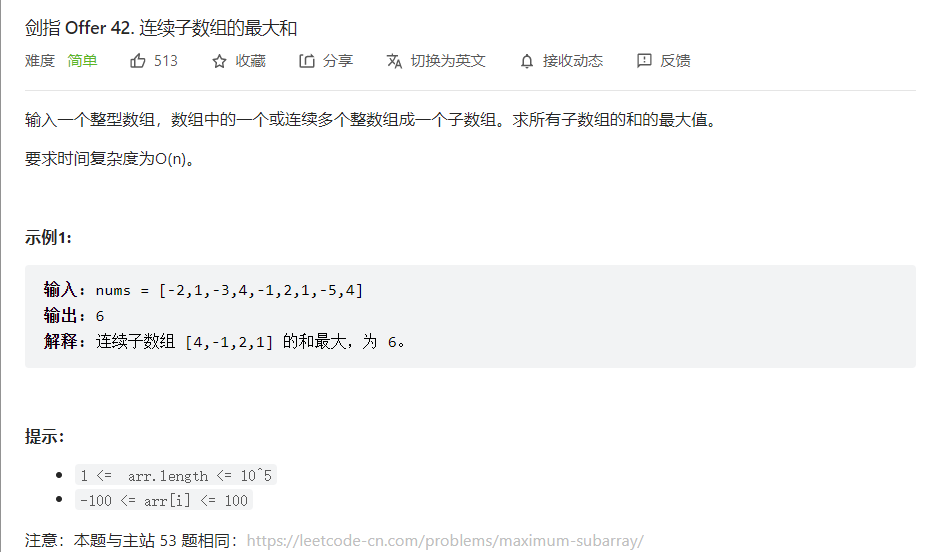 剑指 Offer 42. 连续子数组的最大和
难度 简单 513 收藏 分享 切换为英文 接收动态 反馈
输入一个整型数组，数组中的一个或连续多个整数组成一个子数组。求所有子数组的和的最大值。
要求时间复杂度为O(n)。
示例1:
输入: nums = [-2,1,-3,4,-1,2,1,-5,4]
输出: 6
解释: 连续子数组 [4,-1,2,1] 的和最大，为 6。
提示：
1 <=  arr.length <= 10^5
-100 <= arr[i] <= 100
注意：本题与主站 53 题相同：https://leetcode-cn.com/problems/maximum-subarray/